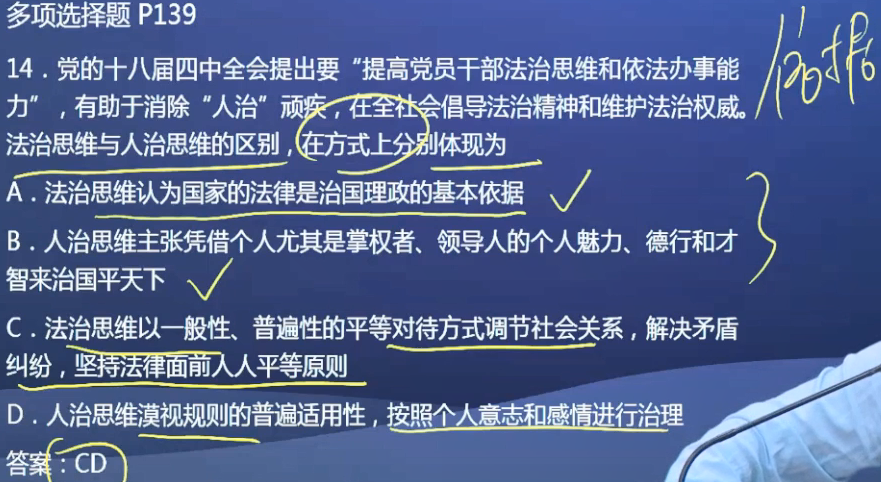 多项选择题 P139
14．党的十八届四中全会提出要“提高党员干部法治思维和依法办事能
力”，有助于消除“人治”顽疾，在全社会倡导法治精神和维护法治权威。
法治思维与人治思维的区别，在方式上分别体现为
A．法治思维认为国家的法律是治国理政的基本依据
B．人治思维主张凭借个人尤其是掌权者、领导人的个人魅力、德行和才
智来治国平天下
C．法治思维以一般性、普遍性的平等对待方式调节社会关系，解决矛盾
纠纷，坚持法律面前人人平等原则
D．人治思维漠视规则的普遍适用性，按照个人意志和感情进行治理
答案：CD